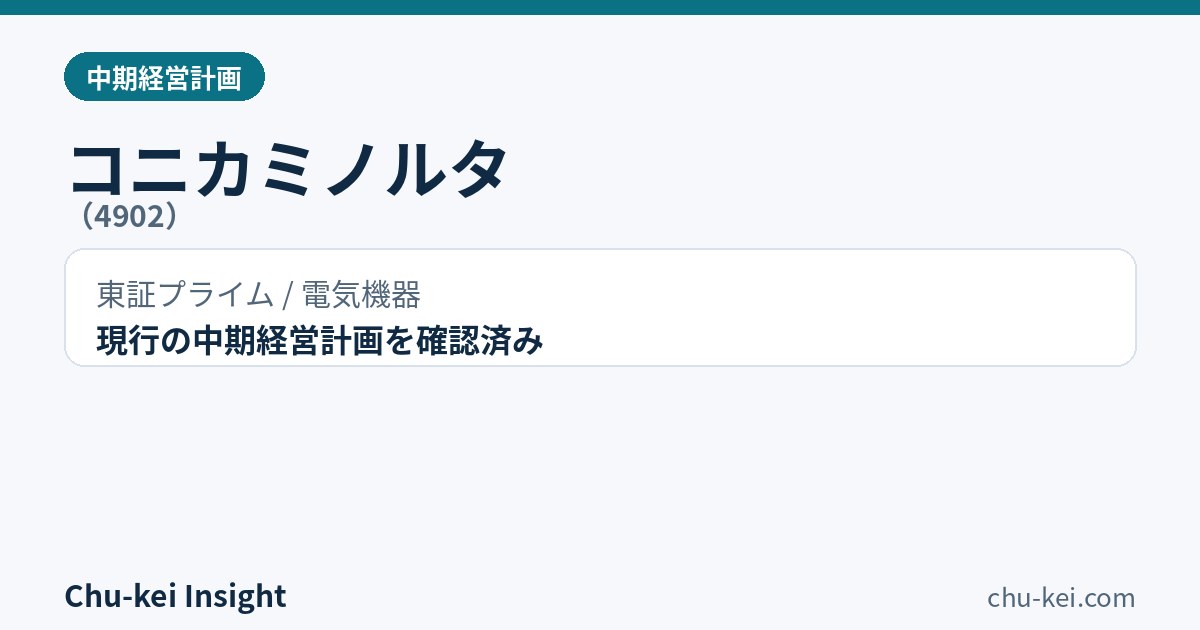 中期経営計画
コニカミノルタ
（4902）
東証プライム / 電気機器
現行の中期経営計画を確認済み
Chu-kei Insight
chu-kei.com